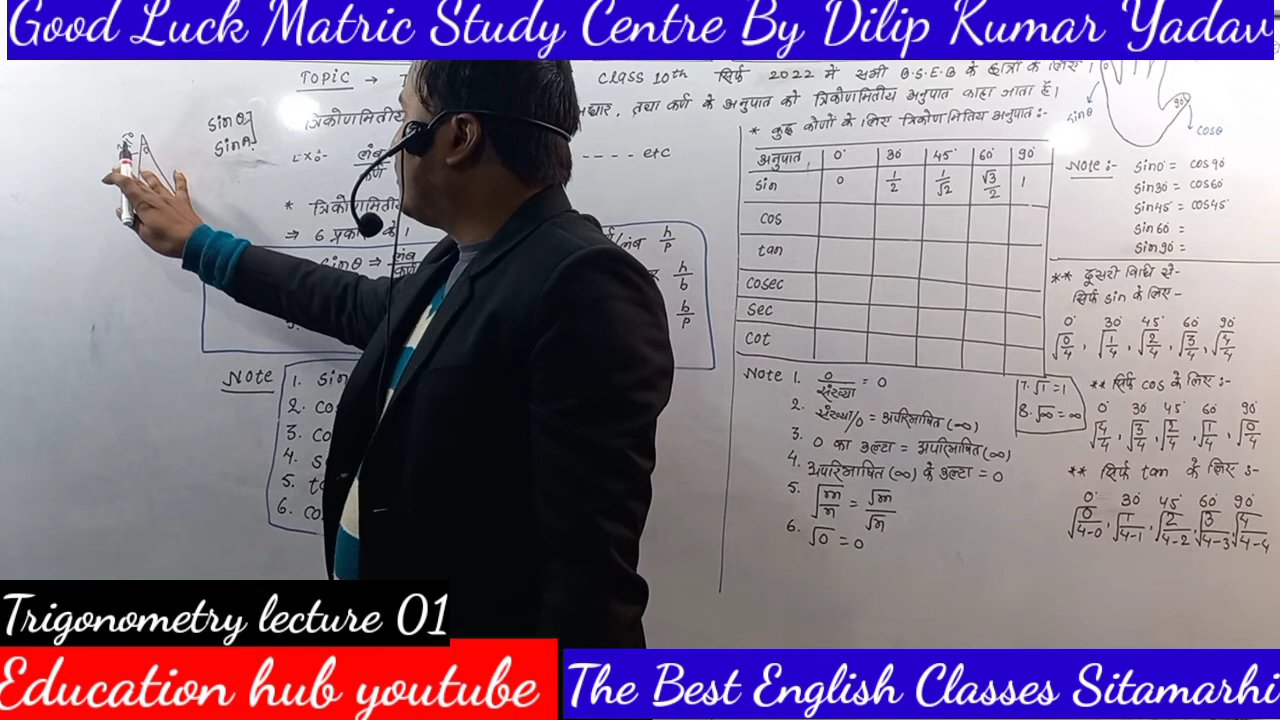 Good Luck Matric Study Centre By Dilip Kumar Yadav
TOPIC → Class 10th सिर्फ 2022 में सभी B.S.E.B के छात्रों के लिए।
त्रिकोणमितीय , तथा कर्ण के अनुपात को त्रिकोणमितीय अनुपात काहा जाता हैं।
sinθ
sinA
लंब
कर्ण
---- etc
* त्रिकोणमितीय
⇒ 6 प्रकार के।
sinθ ⇒ लंब/कर्ण
/लंब h/p
h/b
b/p
Note
1. sin
2. co
3. co
4. s
5. ta
6. co
* कुछ कोणों के लिए त्रिकोणमितिय अनुपात:-
अनुपात 0° 30° 45° 60° 90°
sin 0 1/2 1/√2 √3/2 1
cos
tan
cosec
sec
cot
Note 1. 0/संख्या = 0
2. संख्या/0 = अपरिभाषित (∞)
3. 0 का उल्टा = अपरिभाषित (∞)
4. अपरिभाषित (∞) के उल्टा = 0
5. √m/n = √m/√n
6. √0 = 0
7. √1 = 1
8. √∞ = ∞
sinθ
90°
cosθ
Note :- sin0° = cos90°
sin30° = cos60°
sin45° = cos45°
sin60° =
sin90° =
** दूसरी विधि से-
सिर्फ sin के लिए-
0° 30° 45° 60° 90°
√0/4, √1/4, √2/4, √3/4, √4/4
** सिर्फ cos के लिए :-
0° 30° 45° 60° 90°
√4/4, √3/4, √2/4, √1/4, √0/4
** सिर्फ tan के लिए :-
0° 30° 45° 60° 90°
√0/4-0, √1/4-1, √2/4-2, √3/4-3, √4/4-4
Trigonometry lecture 01
Education hub youtube
The Best English Classes Sitamarhi